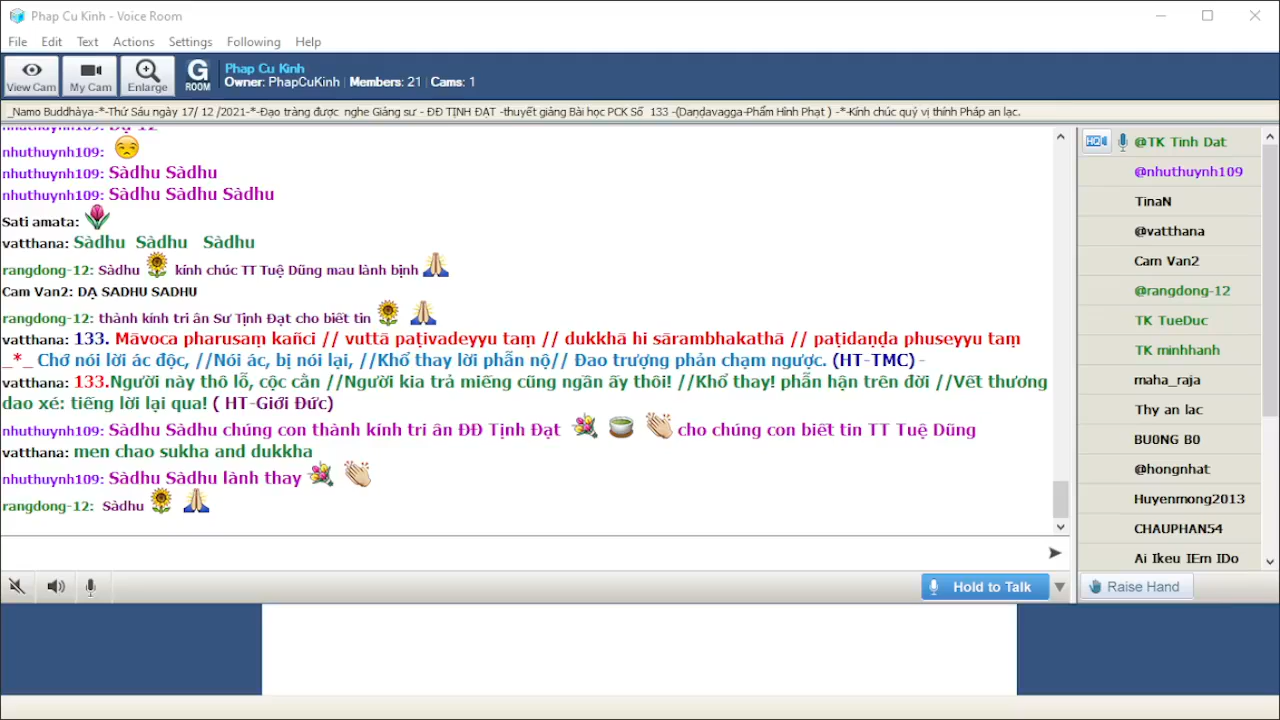 Phap Cu Kinh - Voice Room
File Edit Text Actions Settings Following Help
View Cam My Cam Enlarge G ROOM
Phap Cu Kinh
Owner: PhapCuKinh Members: 21 Cams: 1
_Namo Buddhàya-*-Thứ Sáu ngày 17/ 12 /2021-*-Đạo tràng được nghe Giảng sư - ĐĐ TỊNH ĐẠT -thuyết giảng Bài học PCK Số 133 -(Daṇḍavagga-Phẩm Hình Phạt ) -*-Kính chúc quý vị thính Pháp an lạc.
nhuthuynh109: Dạ 12
nhuthuynh109:
nhuthuynh109: Sàdhu Sàdhu
nhuthuynh109: Sàdhu Sàdhu Sàdhu
Sati amata:
vatthana: Sàdhu Sàdhu Sàdhu
rangdong-12: Sàdhu kính chúc TT Tuệ Dũng mau lành bịnh
Cam Van2: DẠ SADHU SADHU
rangdong-12: thành kính tri ân Sư Tịnh Đạt cho biết tin
vatthana: 133. Māvoca pharusaṃ kañci // vuttā paṭivadeyyu taṃ // dukkhā hi sārambhakathā // paṭidaṇḍa phuseyyu taṃ
_*_ Chớ nói lời ác độc, //Nói ác, bị nói lại, //Khổ thay lời phẫn nộ// Đao trượng phản chạm ngược. (HT-TMC) -
vatthana: 133.Người này thô lỗ, cộc cằn //Người kia trả miếng cũng ngần ấy thôi! //Khổ thay! phẫn hận trên đời //Vết thương
dao xé: tiếng lời lại qua! ( HT-Giới Đức)
nhuthuynh109: Sàdhu Sàdhu chúng con thành kính tri ân ĐĐ Tịnh Đạt cho chúng con biết tin TT Tuệ Dũng
vatthana: men chao sukha and dukkha
nhuthuynh109: Sàdhu Sàdhu lành thay
rangdong-12: Sàdhu
Hold to Talk
HD
@TK Tinh Dat
@nhuthuynh109
TinaN
@vatthana
Cam Van2
@rangdong-12
TK TueDuc
TK minhhanh
maha_raja
Thy an lac
BU0NG B0
@hongnhat
Huyenmong2013
CHAUPHAN54
Ai Ikeu IEm IDo
Raise Hand